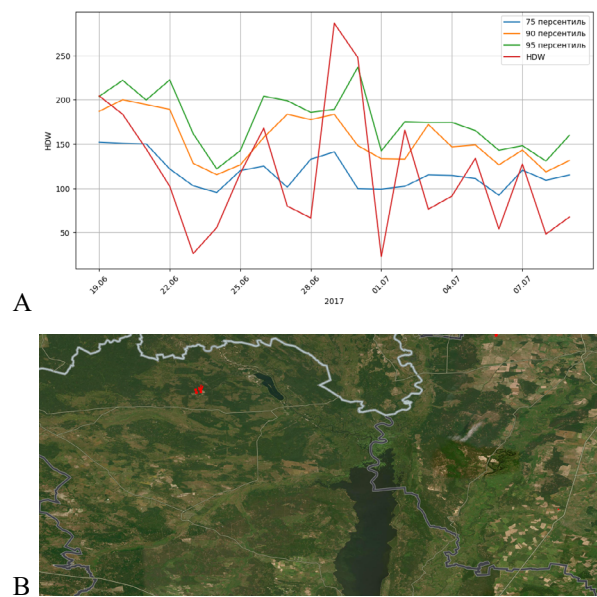 75 персентиль
90 персентиль
95 персентиль
HDW
HDW
250
200
150
100
50
19.06
22.06
25.06
28.06
01.07
04.07
07.07
2017
A
B